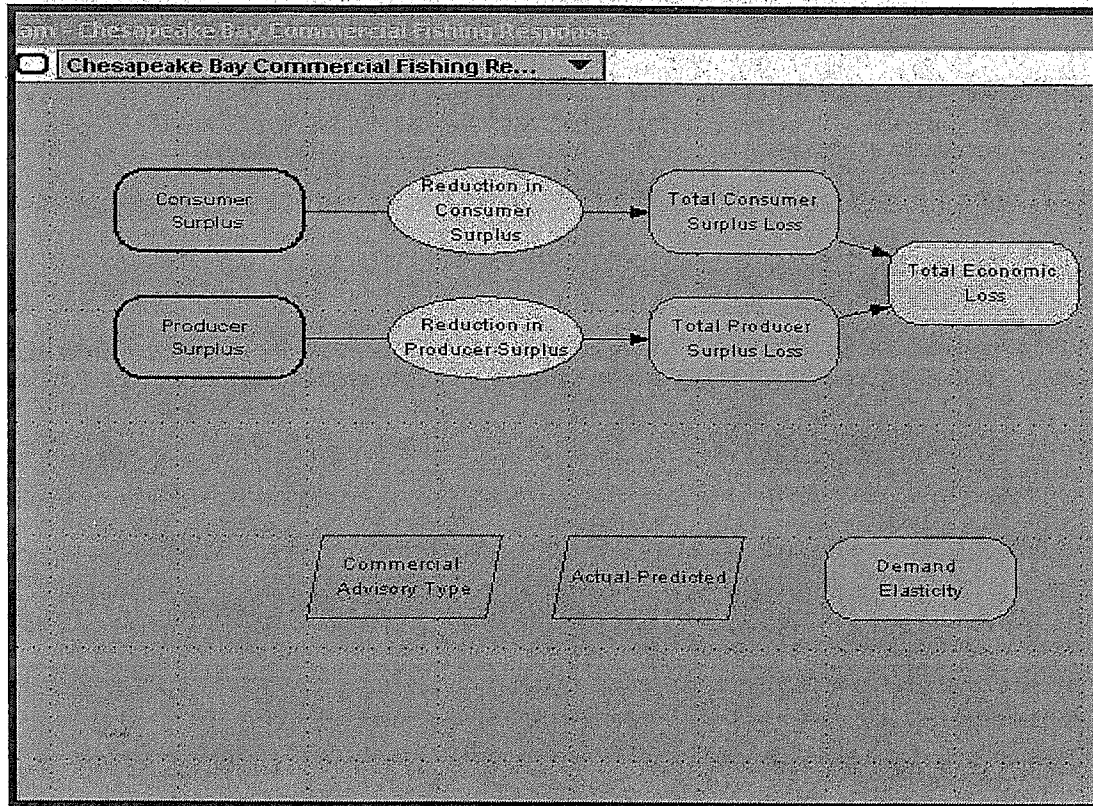 am - Chesapeake Bay Commercial Fishing Response
Chesapeake Bay Commercial Fishing Re...
Consumer
Surplus
Reduction in
Consumer
Surplus
Total Consumer
Surplus Loss
Total Economic
Loss
Producer
Surplus
Reduction in
Producer Surplus
Total Producer
Surplus Loss
Commercial
Advisory Type
Actual-Predicted
Demand
Elasticity